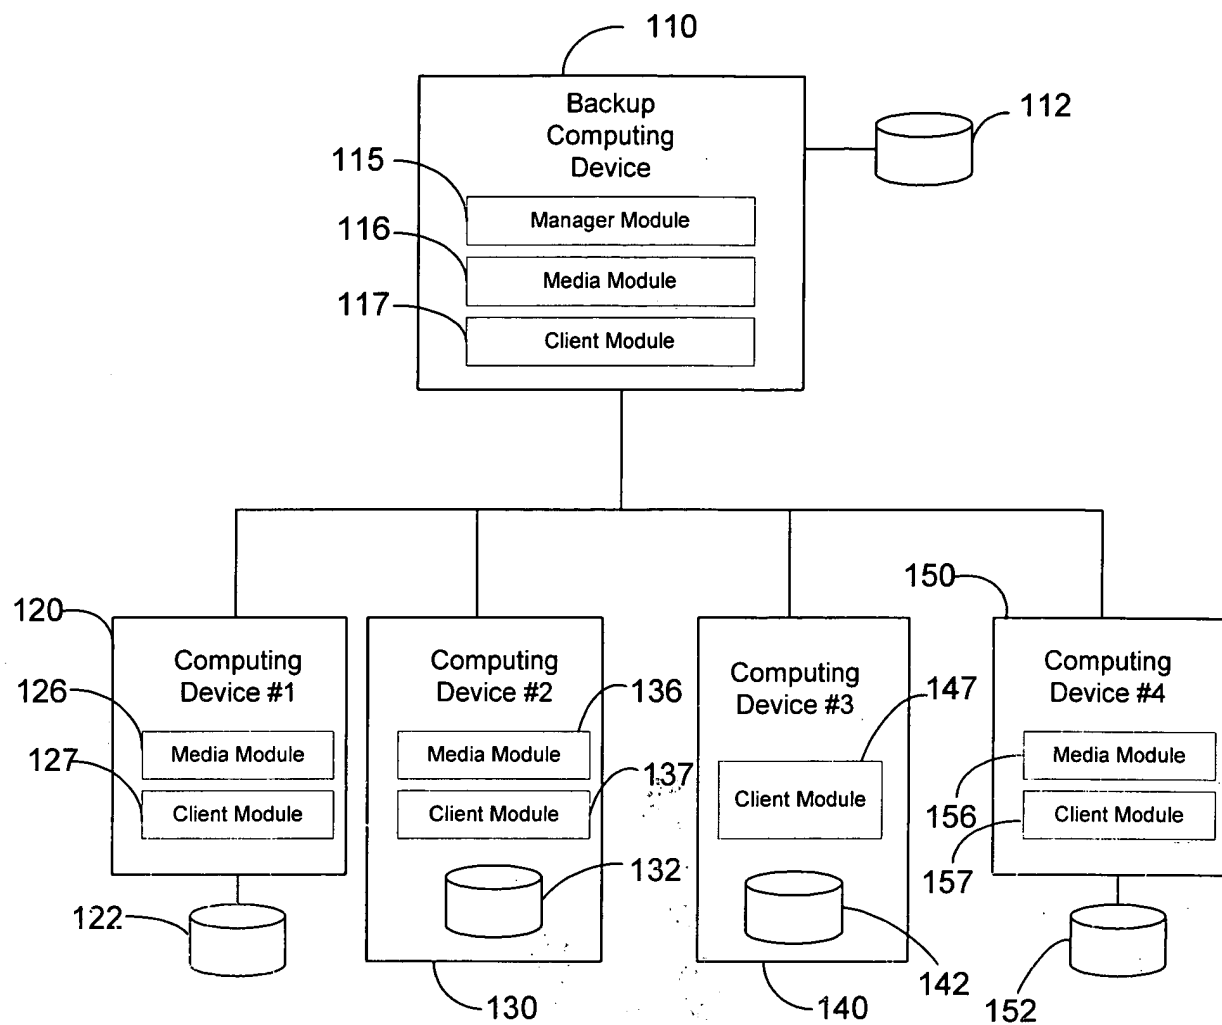 110
Backup
Computing
Device
112
115
Manager Module
116
Media Module
117
Client Module
120
Computing
Device #1
126
Media Module
127
Client Module
122
Computing
Device #2
136
Media Module
137
Client Module
132
130
Computing
Device #3
147
Client Module
142
140
150
Computing
Device #4
Media Module
156
Client Module
157
152